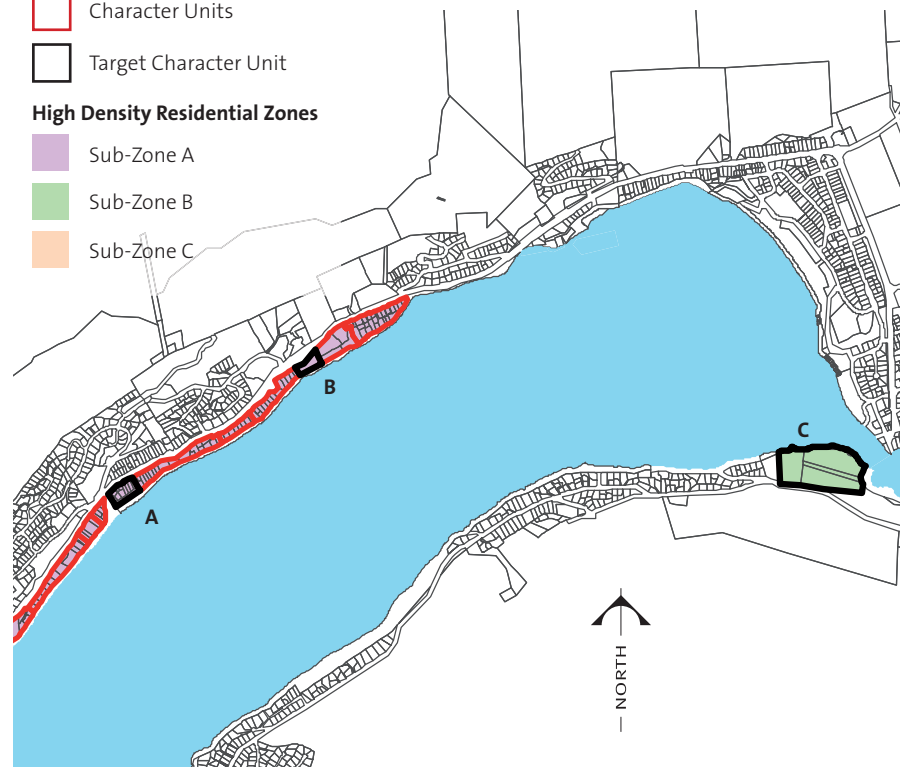 Character Units
Target Character Unit
High Density Residential Zones
Sub-Zone A
Sub-Zone B
Sub-Zone C
B
C
A
NORTH